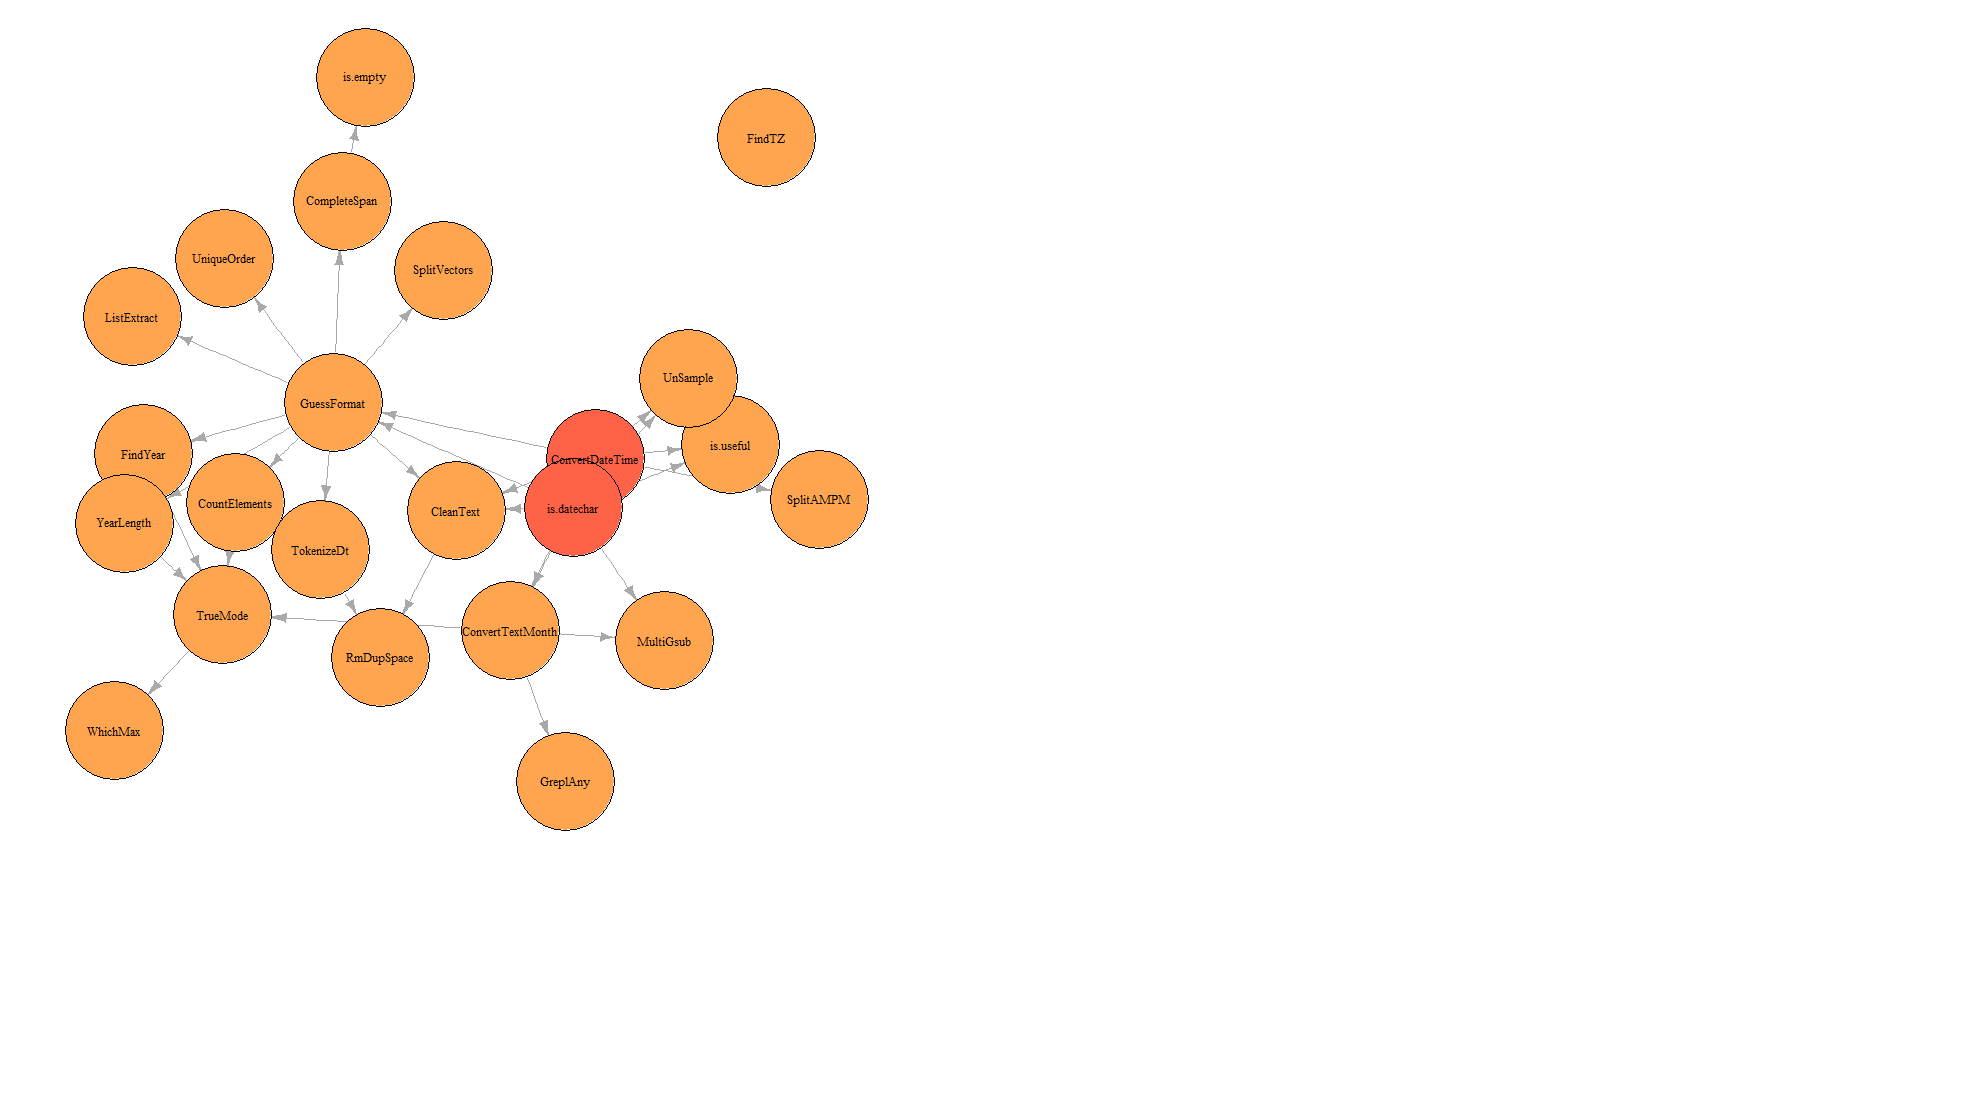 is.empty
FindTZ
CompleteSpan
UniqueOrder
SplitVectors
ListExtract
UnSample
GuessFormat
is.useful
FindYear
ConvertDateTime
SplitAMPM
CountElements
is.datechar
CleanText
YearLength
TokenizeDt
TrueMode
ConvertTextMonth
MultiGsub
RmDupSpace
WhichMax
GreplAny